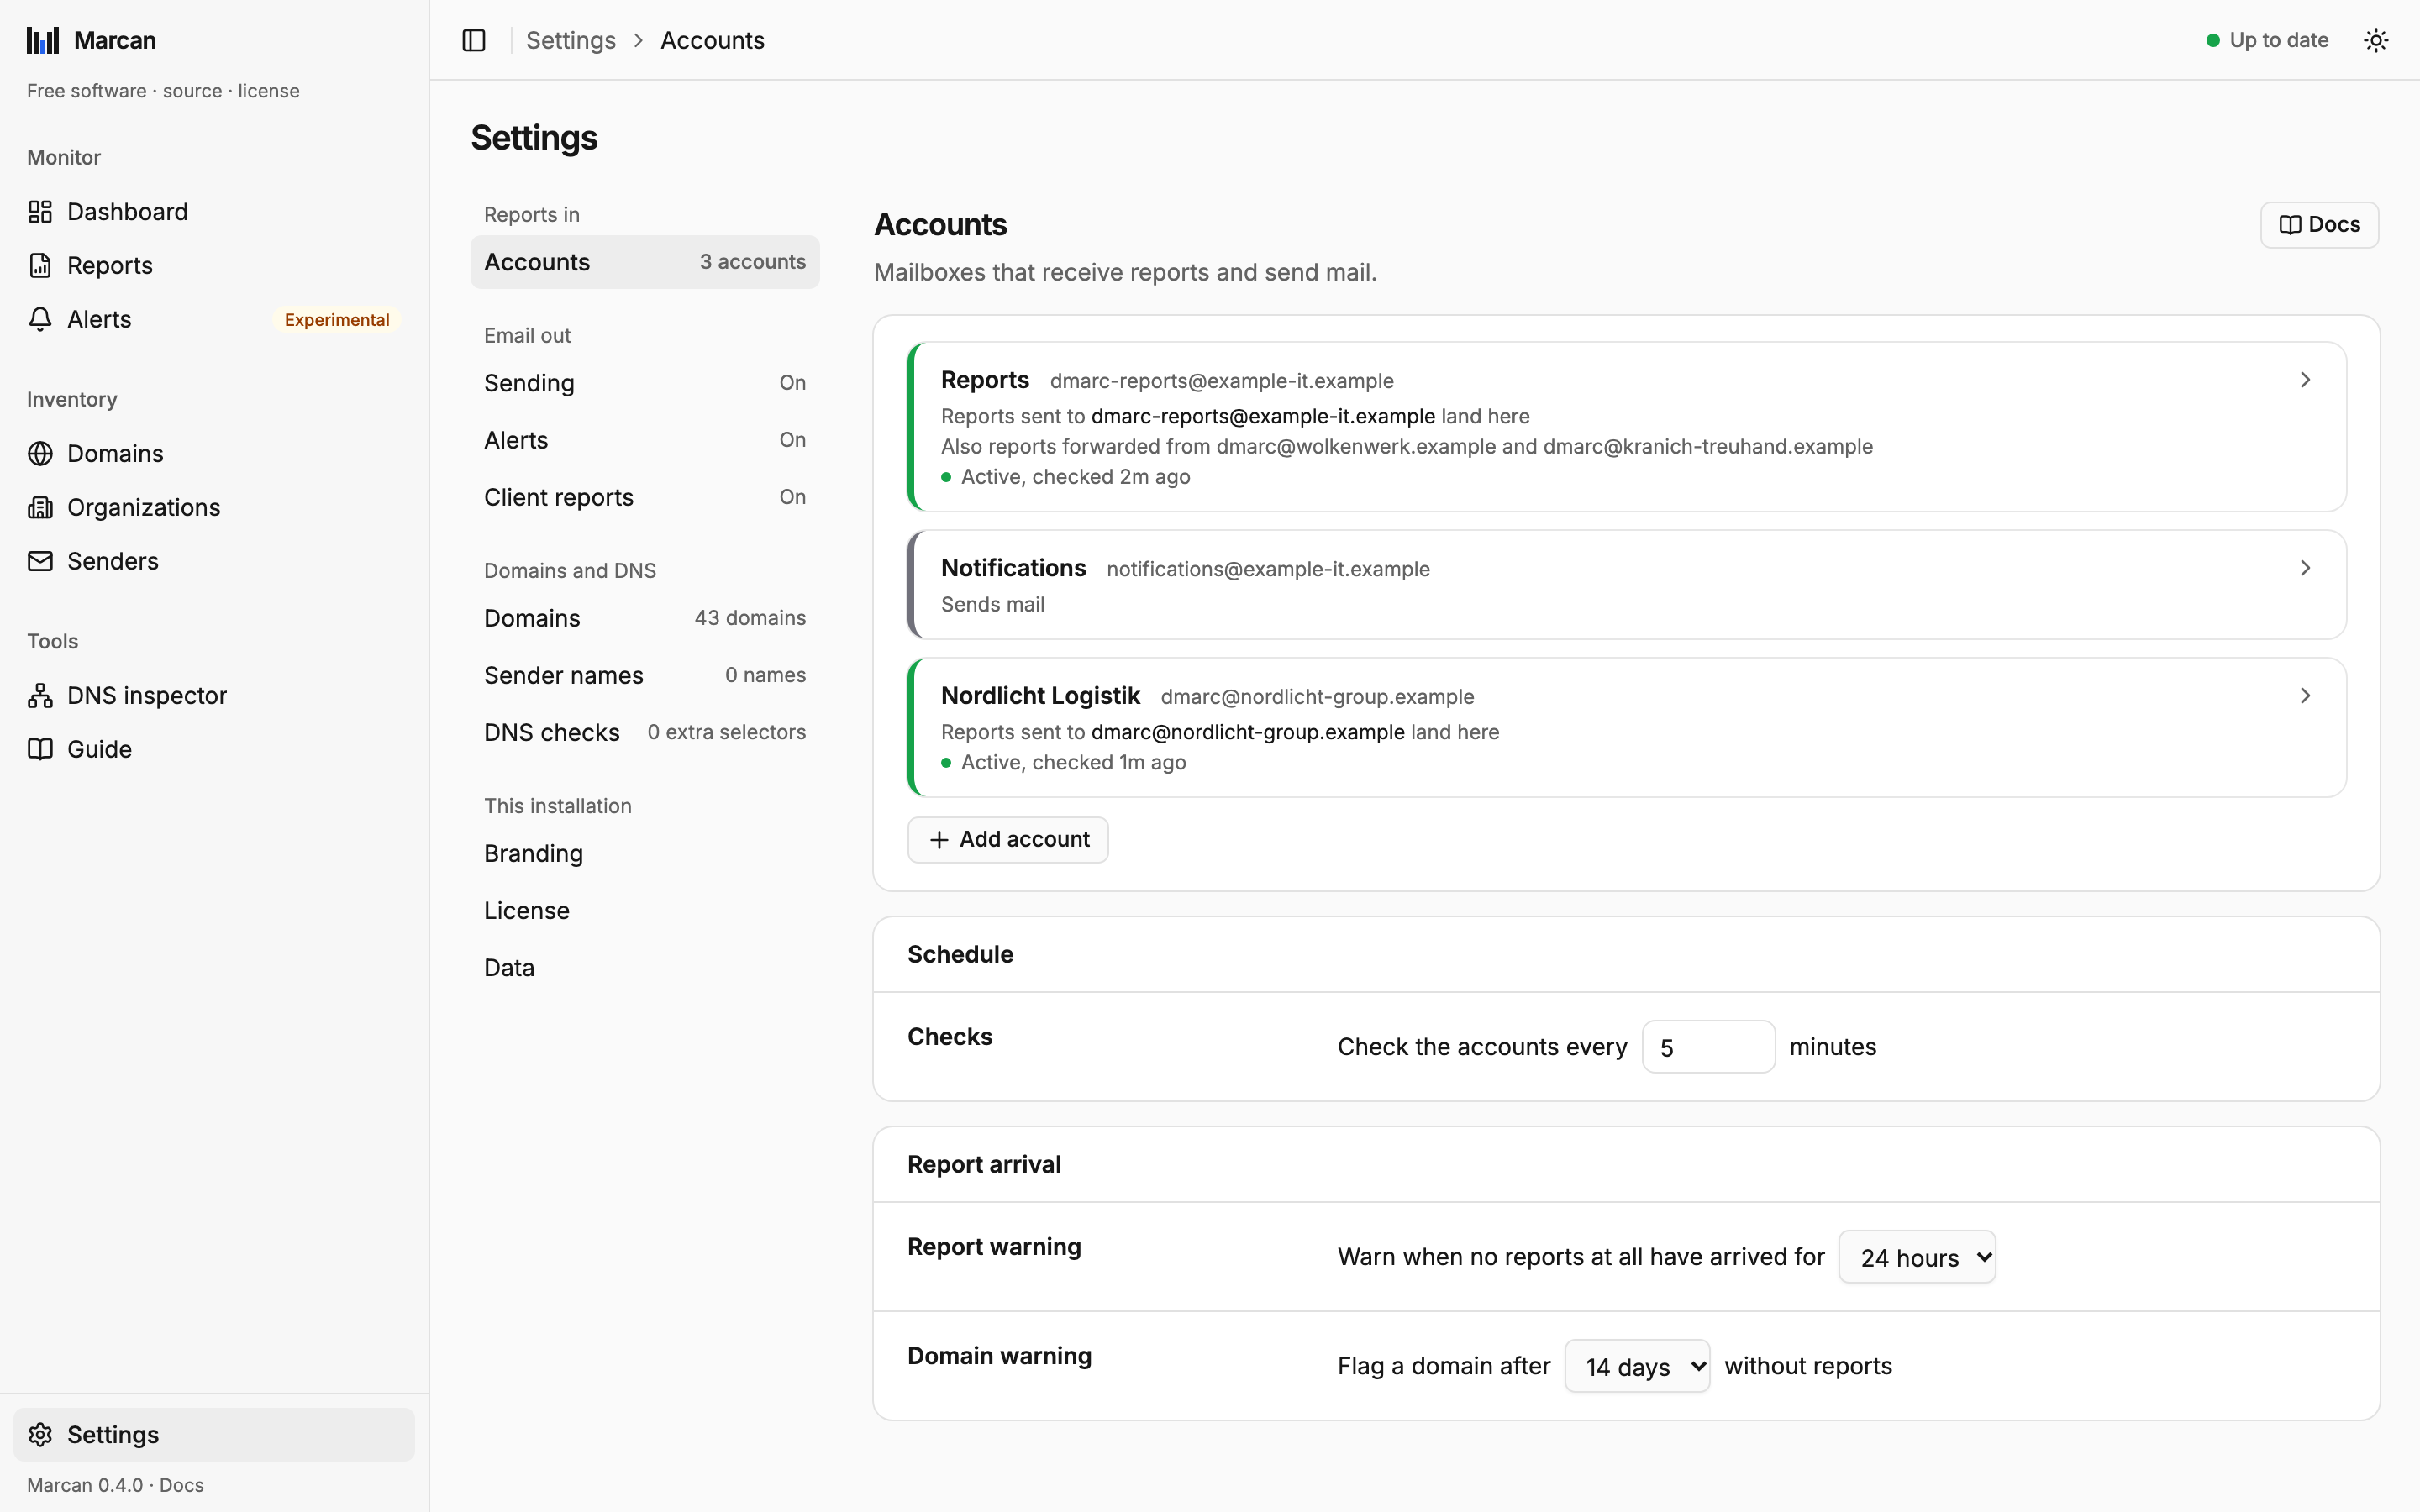 Marcan
Free software · source · license
Monitor
Dashboard
Reports
Alerts Experimental
Inventory
Domains
Organizations
Senders
Tools
DNS inspector
Guide
Settings
Marcan 0.4.0 · Docs
Settings > Accounts
Up to date
Settings
Reports in
Accounts 3 accounts
Email out
Sending On
Alerts On
Client reports On
Domains and DNS
Domains 43 domains
Sender names 0 names
DNS checks 0 extra selectors
This installation
Branding
License
Data
Accounts
Docs
Mailboxes that receive reports and send mail.
Reports dmarc-reports@example-it.example
Reports sent to dmarc-reports@example-it.example land here
Also reports forwarded from dmarc@wolkenwerk.example and dmarc@kranich-treuhand.example
Active, checked 2m ago
Notifications notifications@example-it.example
Sends mail
Nordlicht Logistik dmarc@nordlicht-group.example
Reports sent to dmarc@nordlicht-group.example land here
Active, checked 1m ago
+ Add account
Schedule
Checks Check the accounts every 5 minutes
Report arrival
Report warning Warn when no reports at all have arrived for 24 hours
Domain warning Flag a domain after 14 days without reports